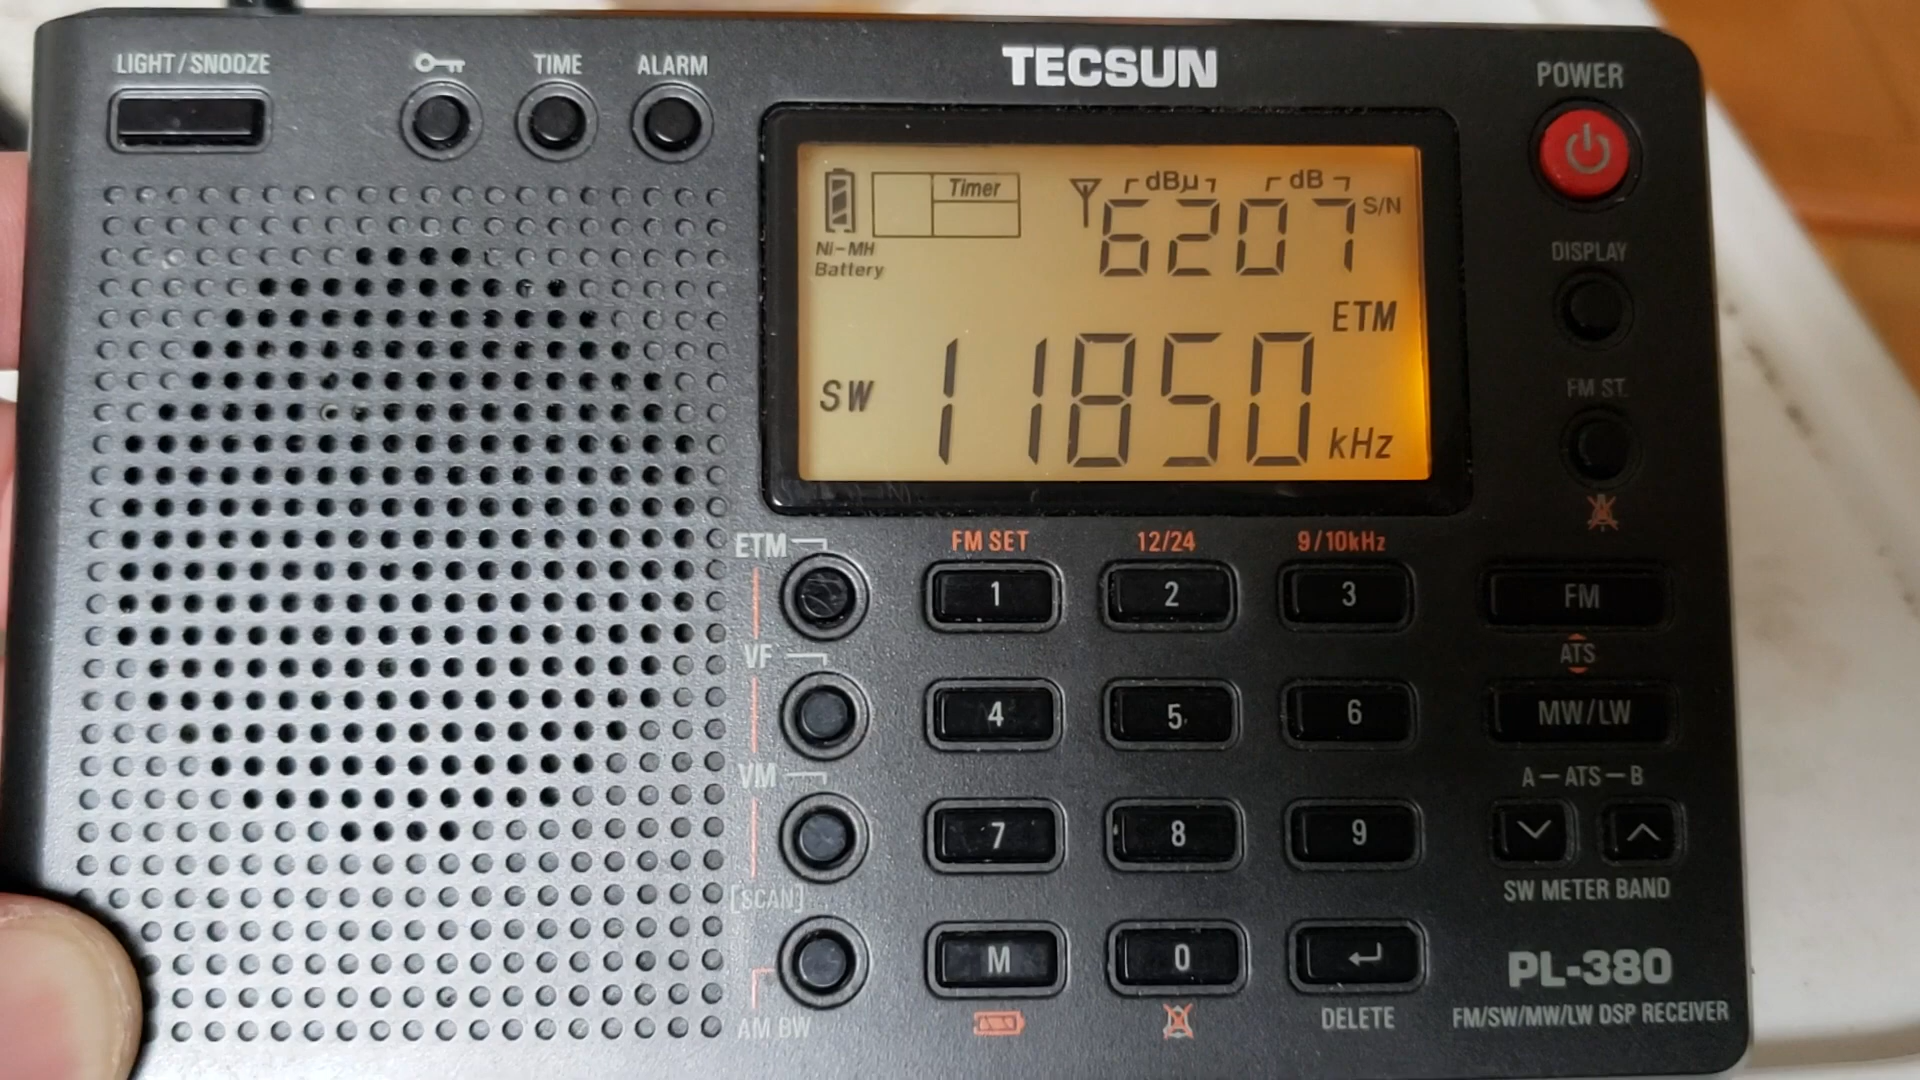 LIGHT/SNOOZE TIME ALARM
TECSUN
POWER
Timer
dBµ dB
6207 S/N
Ni-MH
Battery
ETM
SW 11850 kHz
DISPLAY
FM ST.
ETM
VF
VM
[SCAN]
AM BW
FM SET 12/24 9/10kHz
1 2 3
4 5 6
7 8 9
M 0
DELETE
FM
ATS
MW/LW
A-ATS-B
SW METER BAND
PL-380
FM/SW/MW/LW DSP RECEIVER